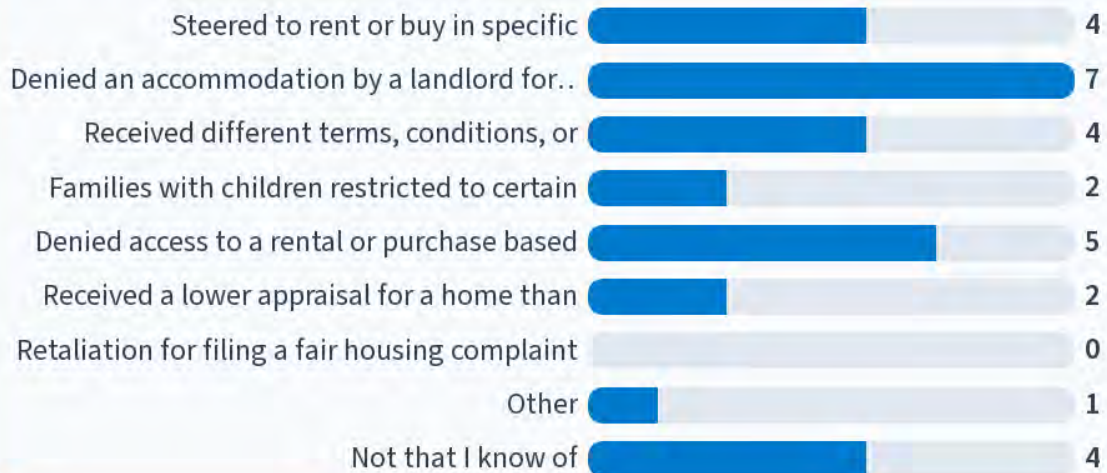 Steered to rent or buy in specific 4
Denied an accommodation by a landlord for.. 7
Received different terms, conditions, or 4
Families with children restricted to certain 2
Denied access to a rental or purchase based 5
Received a lower appraisal for a home than 2
Retaliation for filing a fair housing complaint 0
Other 1
Not that I know of 4